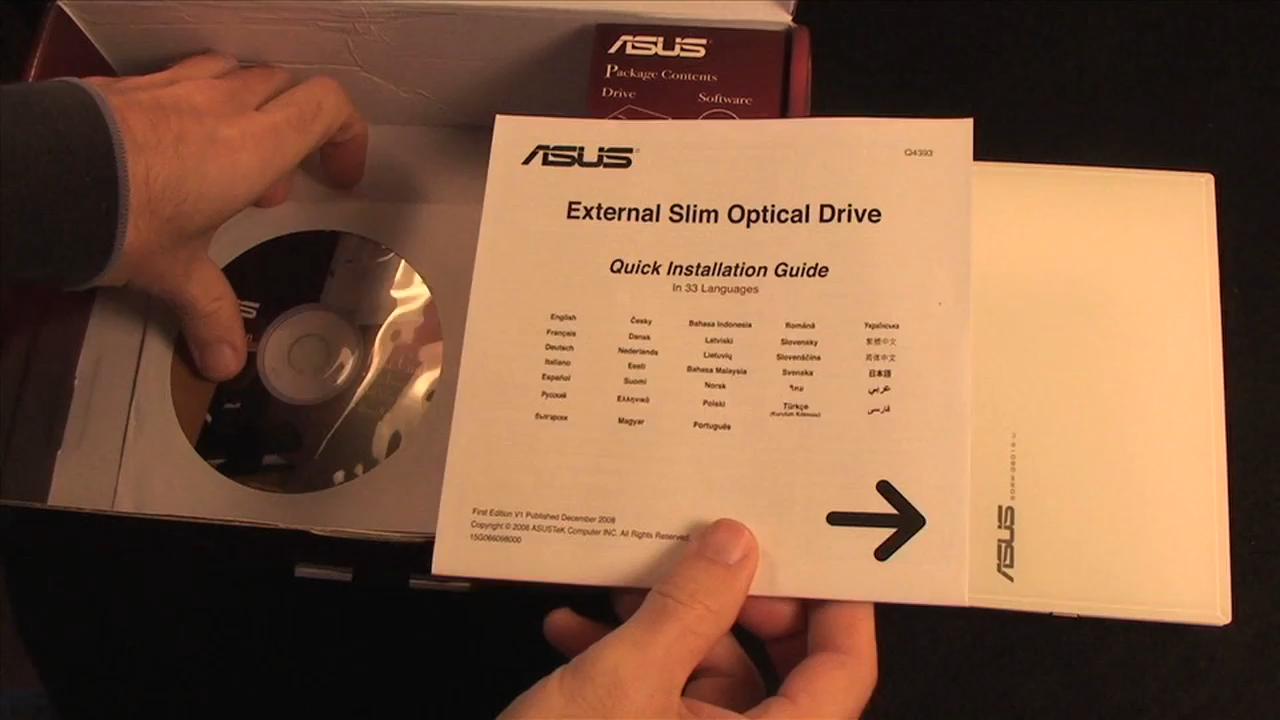 ASUS
Package Contents
Drive Software
ASUS
Q4393
External Slim Optical Drive
Quick Installation Guide
In 33 Languages
English Česky Bahasa Indonesia Română Українська
Français Dansk Latviski Slovensky 繁體中文
Deutsch Nederlands Lietuvių Slovenščina 简体中文
Italiano Eesti Bahasa Malaysia Svenska 日本語
Español Suomi Norsk ไทย عربي
Русский Ελληνικά Polski Türkçe فارسی
Български Magyar Português
First Edition V1 Published December 2008
Copyright © 2008 ASUSTeK Computer INC. All Rights Reserved.
15G066098000
ASUS